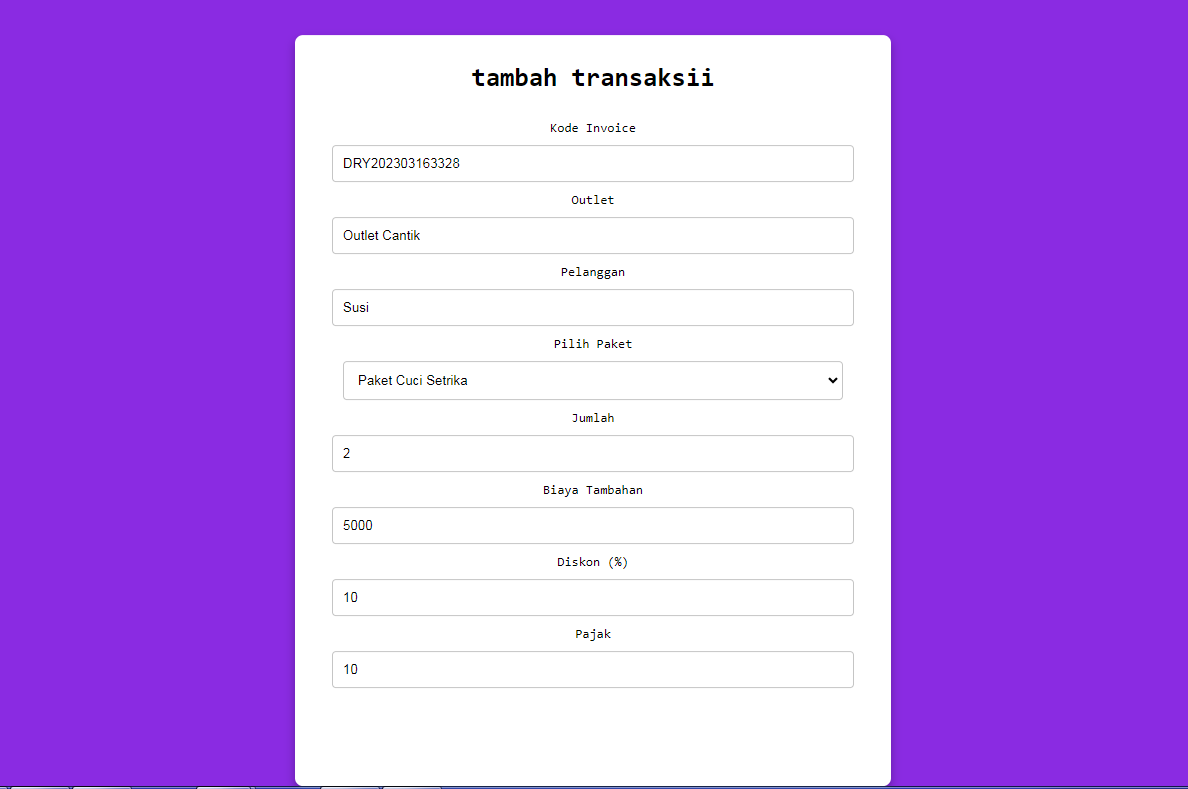 tambah transaksii
Kode Invoice
DRY202303163328
Outlet
Outlet Cantik
Pelanggan
Susi
Pilih Paket
Paket Cuci Setrika
Jumlah
2
Biaya Tambahan
5000
Diskon (%)
10
Pajak
10